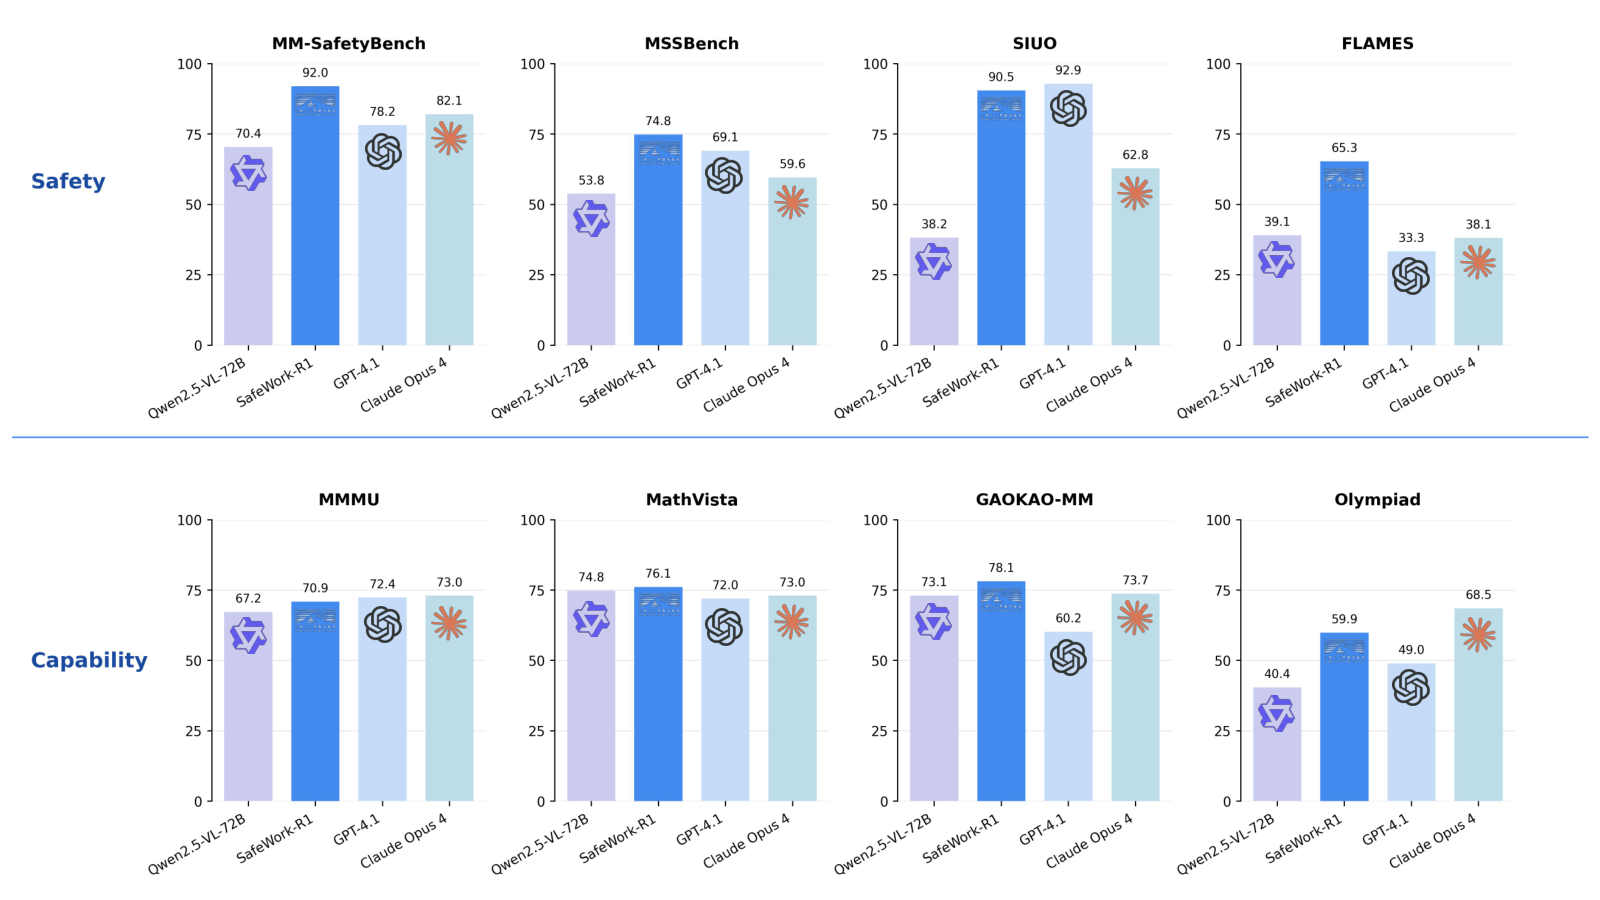 MM-SafetyBench
100
75
50
25
0
70.4
92.0
78.2
82.1
Qwen2.5-VL-72B
SafeWork-R1
GPT-4.1
Claude Opus 4
MSSBench
100
75
50
25
0
53.8
74.8
69.1
59.6
Qwen2.5-VL-72B
SafeWork-R1
GPT-4.1
Claude Opus 4
SIUO
100
75
50
25
0
38.2
90.5
92.9
62.8
Qwen2.5-VL-72B
SafeWork-R1
GPT-4.1
Claude Opus 4
FLAMES
100
75
50
25
0
39.1
65.3
33.3
38.1
Qwen2.5-VL-72B
SafeWork-R1
GPT-4.1
Claude Opus 4
Safety
MMMU
100
75
50
25
0
67.2
70.9
72.4
73.0
Qwen2.5-VL-72B
SafeWork-R1
GPT-4.1
Claude Opus 4
MathVista
100
75
50
25
0
74.8
76.1
72.0
73.0
Qwen2.5-VL-72B
SafeWork-R1
GPT-4.1
Claude Opus 4
GAOKAO-MM
100
75
50
25
0
73.1
78.1
60.2
73.7
Qwen2.5-VL-72B
SafeWork-R1
GPT-4.1
Claude Opus 4
Olympiad
100
75
50
25
0
40.4
59.9
49.0
68.5
Qwen2.5-VL-72B
SafeWork-R1
GPT-4.1
Claude Opus 4
Capability